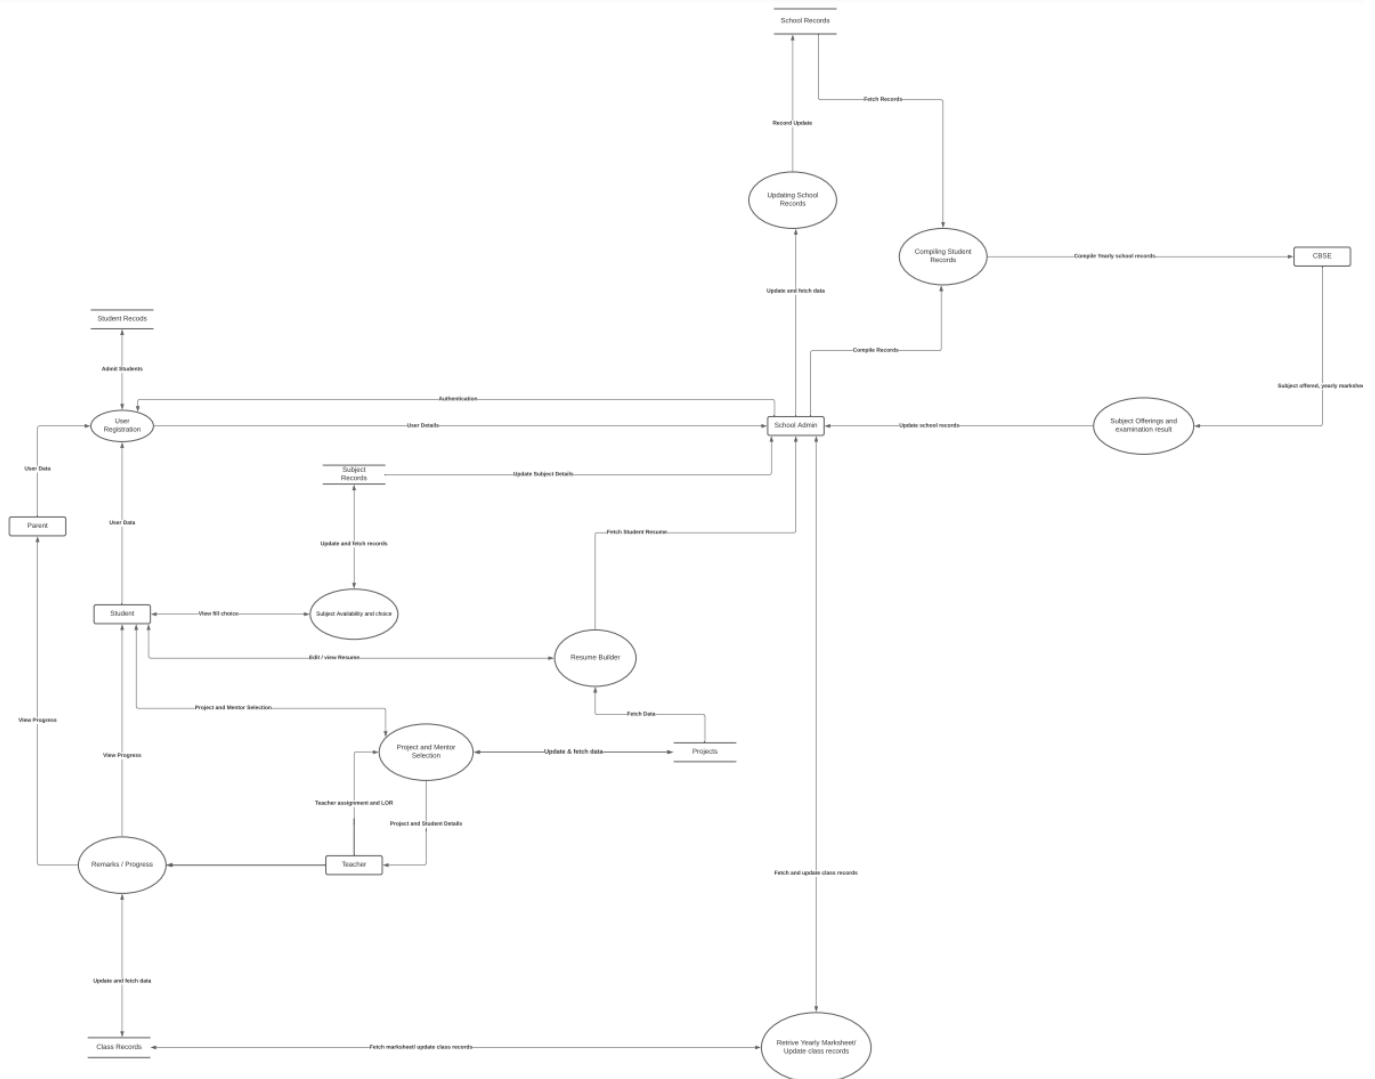 School Records
Fetch Records
Record Update
Updating School
Records
Compiling Student
Records
Compile Yearly school records
CBSE
Update and fetch data
Student Recods
Compile Records
Admit Students
Subject offered, yearly markshee
Authentication
User
Registration
User Details
School Admin
Update school records
Subject Offerings and
examination result
User Data
Subject
Records
Update Subject Details
Parent
User Data
Fetch Student Resume
Update and fetch records
Student
View fill choice
Subject Availability and choice
Edit / view Resume
Resume Builder
Project and Mentor Selection
Fetch Data
View Progress
View Progress
Project and Mentor
Selection
Update & fetch data
Projects
Teacher assignment and LOR
Project and Student Details
Remarks / Progress
Teacher
Fetch and update class records
Update and fetch data
Class Records
Fetch marksheet/ update class records
Retrive Yearly Marksheet/
Update class records